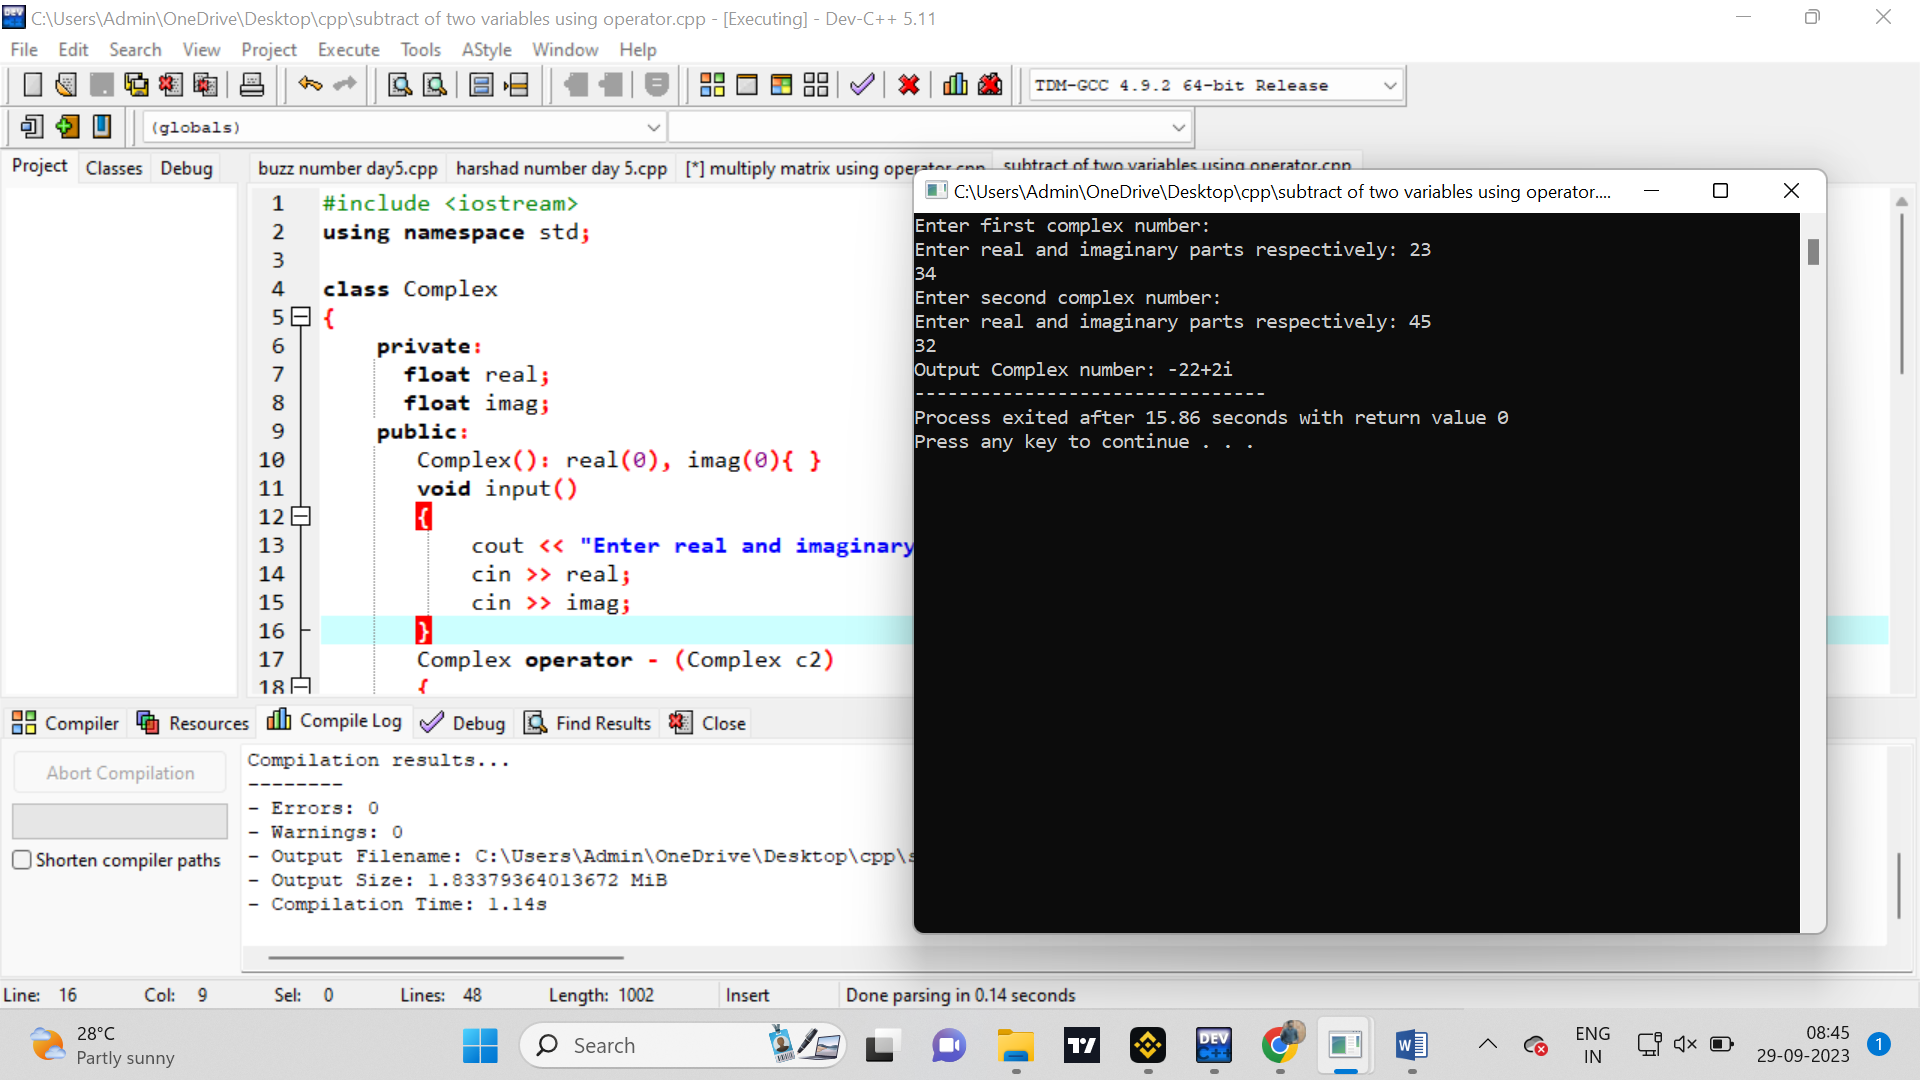 C:\Users\Admin\OneDrive\Desktop\cpp\subtract of two variables using operator.cpp - [Executing] - Dev-C++ 5.11
File Edit Search View Project Execute Tools AStyle Window Help
TDM-GCC 4.9.2 64-bit Release
(globals)
Project Classes Debug
buzz number day5.cpp harshad number day 5.cpp [*] multiply matrix using operator.cpp subtract of two variables using operator.cpp
1 #include <iostream>
2 using namespace std;
3
4 class Complex
5 {
6 private:
7 float real;
8 float imag;
9 public:
10 Complex(): real(0), imag(0){ }
11 void input()
12 {
13 cout << "Enter real and imaginary
14 cin >> real;
15 cin >> imag;
16 }
17 Complex operator - (Complex c2)
18 {
C:\Users\Admin\OneDrive\Desktop\cpp\subtract of two variables using operator....
Enter first complex number:
Enter real and imaginary parts respectively: 23
34
Enter second complex number:
Enter real and imaginary parts respectively: 45
32
Output Complex number: -22+2i
--------------------------------
Process exited after 15.86 seconds with return value 0
Press any key to continue . . .
Compiler Resources Compile Log Debug Find Results Close
Abort Compilation
Shorten compiler paths
Compilation results...
--------
- Errors: 0
- Warnings: 0
- Output Filename: C:\Users\Admin\OneDrive\Desktop\cpp\s
- Output Size: 1.83379364013672 MiB
- Compilation Time: 1.14s
Line: 16 Col: 9 Sel: 0 Lines: 48 Length: 1002 Insert Done parsing in 0.14 seconds
28°C
Partly sunny
Search
DEV
C++
ENG
IN
08:45
29-09-2023
1